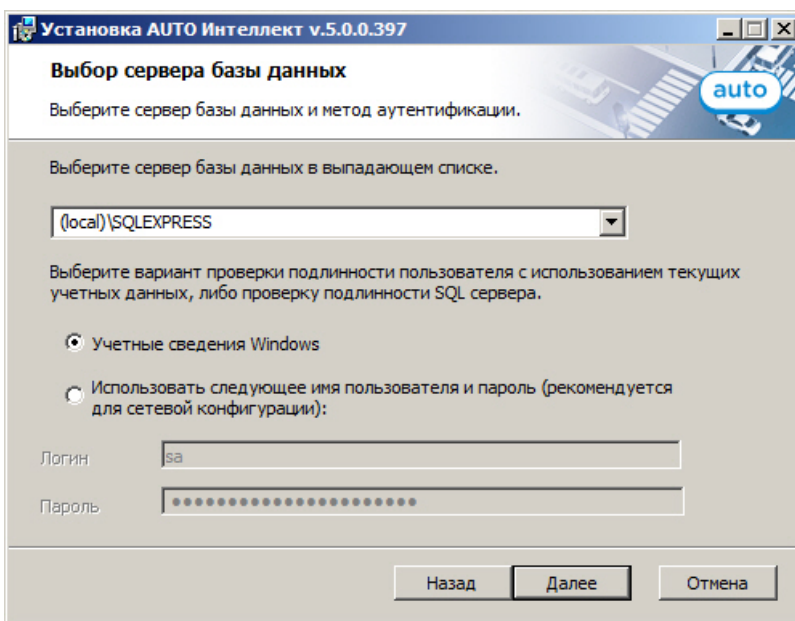 Установка AUTO Интеллект v.5.0.0.397
Выбор сервера базы данных
Выберите сервер базы данных и метод аутентификации.
auto
Выберите сервер базы данных в выпадающем списке.
(local)\SQLEXPRESS
Выберите вариант проверки подлинности пользователя с использованием текущих
учетных данных, либо проверку подлинности SQL сервера.
Учетные сведения Windows
Использовать следующее имя пользователя и пароль (рекомендуется
для сетевой конфигурации):
Логин sa
Пароль ●●●●●●●●●●●●●●●●●●●●●●
Назад Далее Отмена